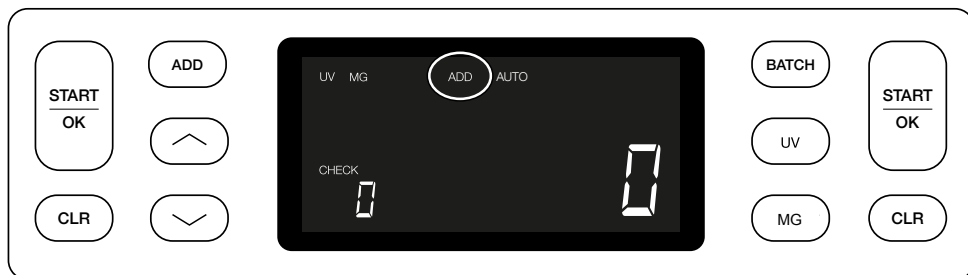 START
OK
CLR
ADD
UV MG ADD AUTO
CHECK
0
0
BATCH
UV
MG
START
OK
CLR